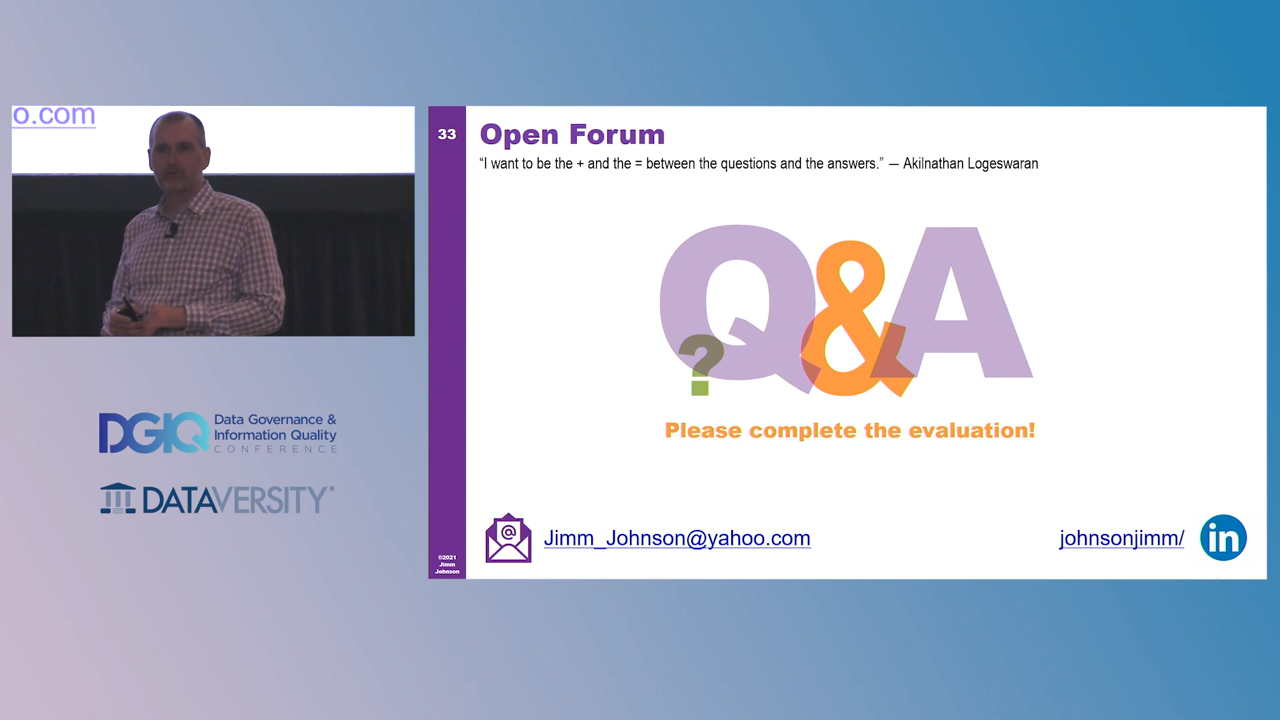 o.com
33
Open Forum
“I want to be the + and the = between the questions and the answers.” — Akilnathan Logeswaran
Q&A
?
Please complete the evaluation!
DGIQ
Data Governance &
Information Quality
CONFERENCE
DATAVERSITY
@
Jimm_Johnson@yahoo.com
johnsonjimm/
in
©2021
Jimm
Johnson